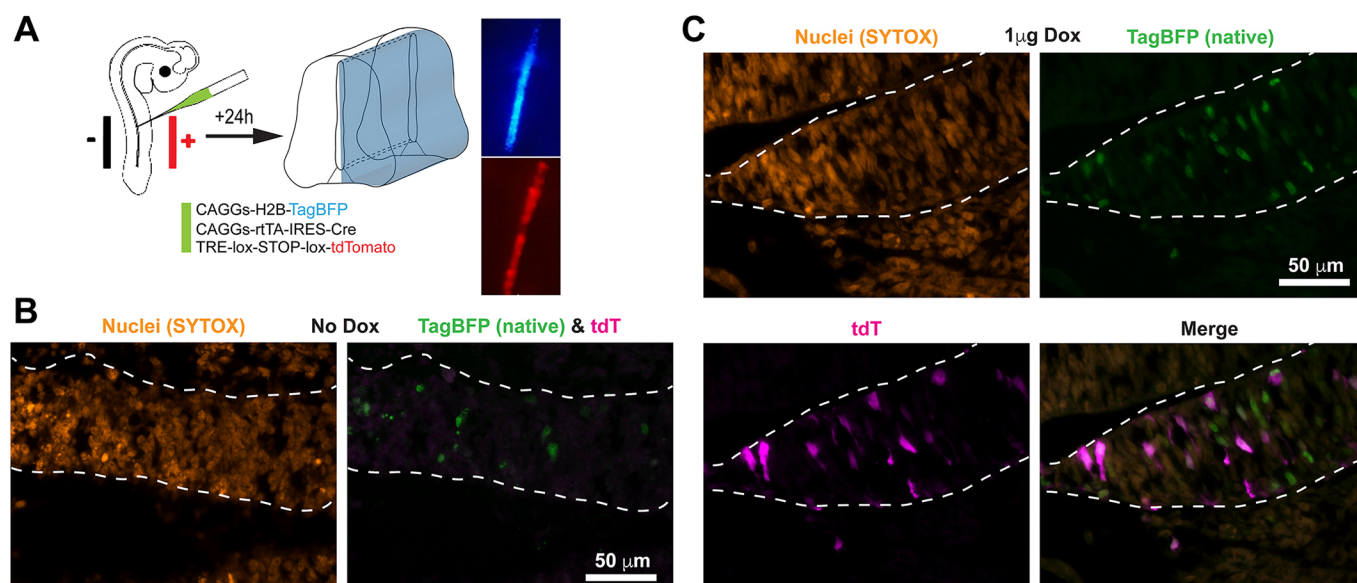 A
-
+
+24h
CAGGs-H2B-TagBFP
CAGGs-rtTA-IRES-Cre
TRE-lox-STOP-lox-tdTomato
B
Nuclei (SYTOX)
No Dox
TagBFP (native) & tdT
50 μm
C
Nuclei (SYTOX)
1μg Dox
TagBFP (native)
50 μm
tdT
Merge